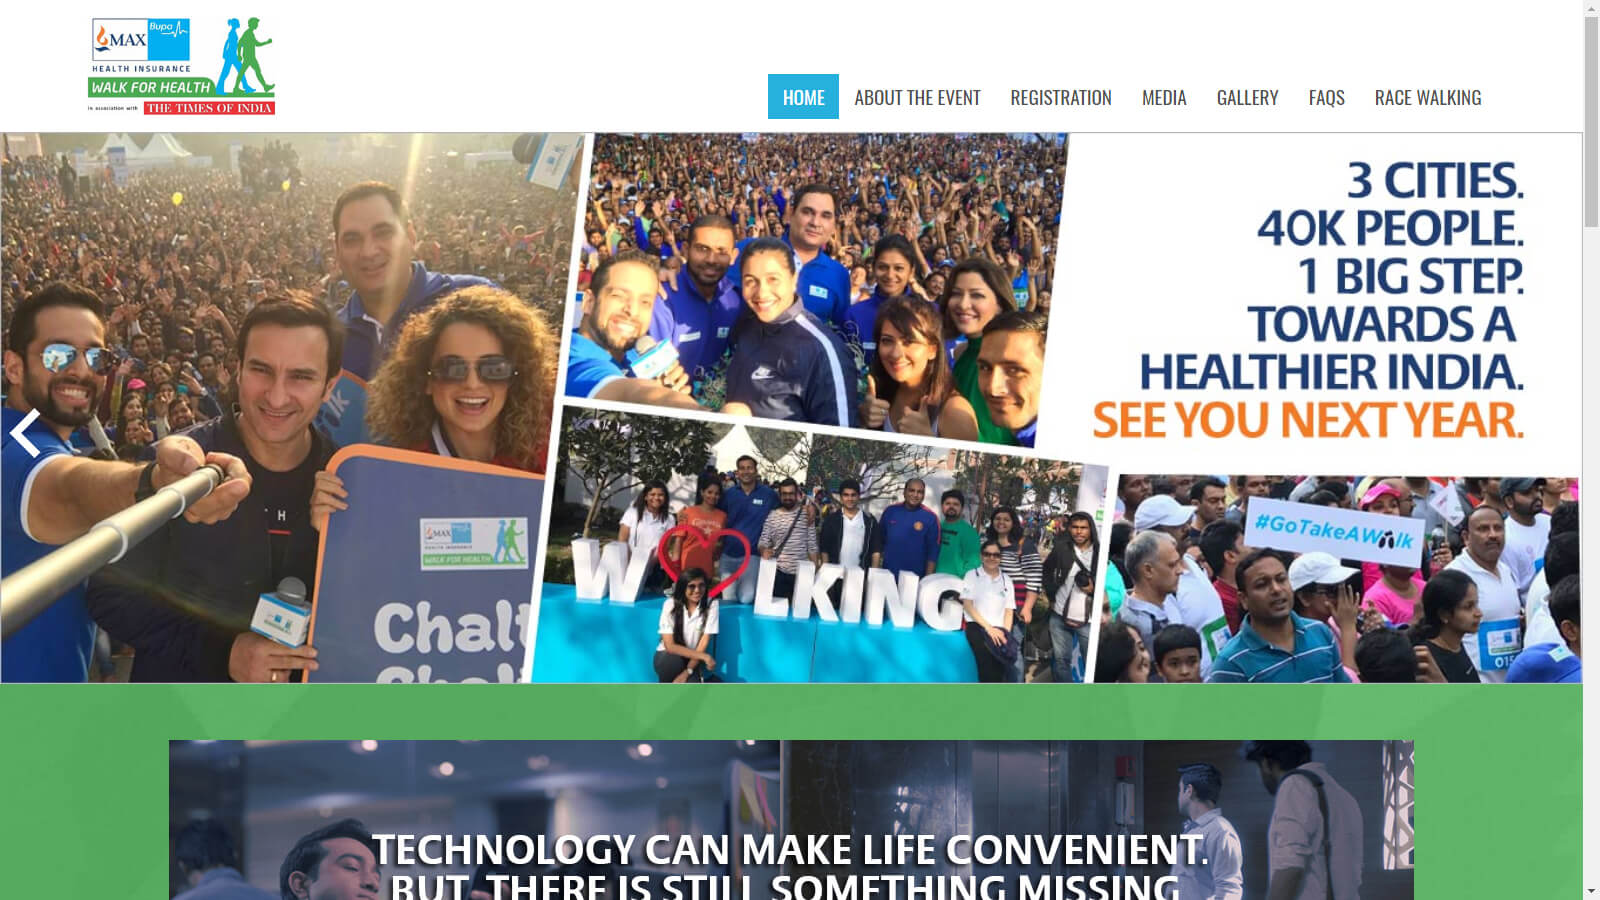 MAX
Bupa
HEALTH INSURANCE
WALK FOR HEALTH
in association with THE TIMES OF INDIA
HOME ABOUT THE EVENT REGISTRATION MEDIA GALLERY FAQS RACE WALKING
3 CITIES.
40K PEOPLE.
1 BIG STEP.
TOWARDS A
HEALTHIER INDIA.
SEE YOU NEXT YEAR.
H
MAX
HEALTH INSURANCE
WALK FOR HEALTH
W LKING
#GoTakeAWalk
TECHNOLOGY CAN MAKE LIFE CONVENIENT.
BUT, THERE IS STILL SOMETHING MISSING